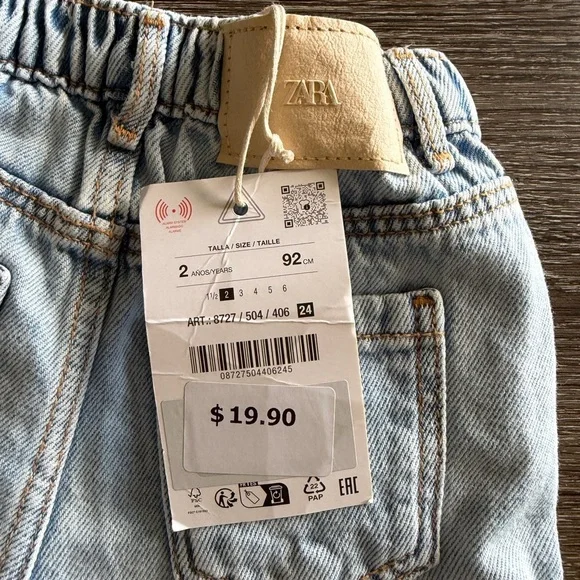 ZARA
TALLA / SIZE / TAILLE
2 AÑOS/YEARS 92 CM
1½ 2 3 4 5 6
ART.: 8727 / 504 / 406 24
08727504406245
$19.90
FSC
22
PAP
EAC